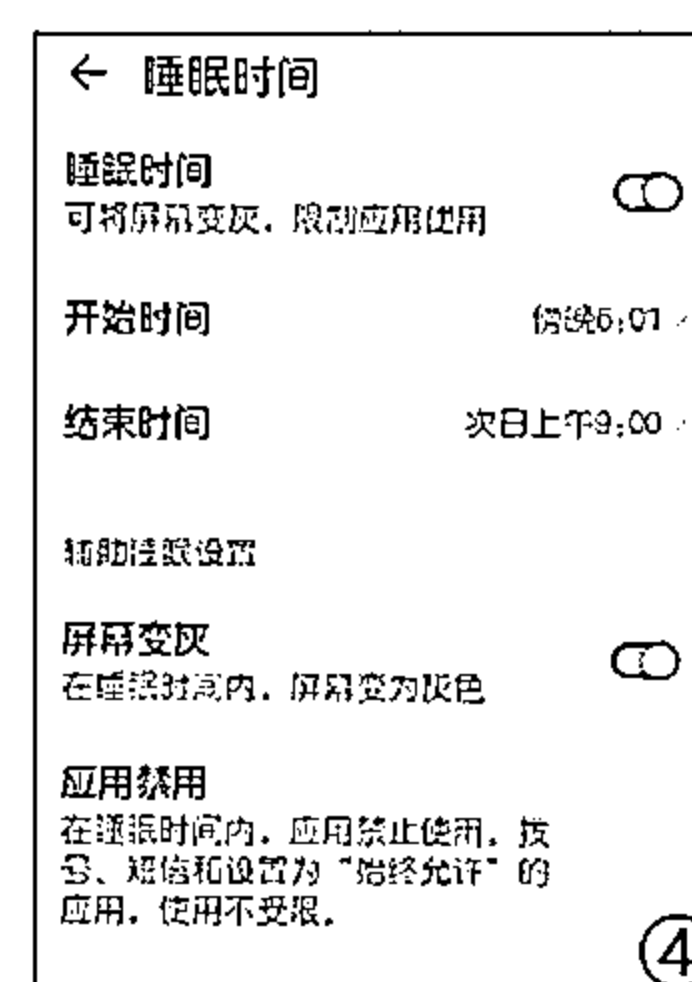 ← 睡眠时间
睡眠时间
可将屏幕变灰，限制应用使用
开始时间
傍晚6:01
结束时间
次日上午9:00
辅助睡眠设置
屏幕变灰
在睡眠时间内，屏幕变为灰色
应用禁用
在睡眠时间内，应用禁止使用，拨
号、短信和设置为“始终允许”的
应用，使用不受限。
④